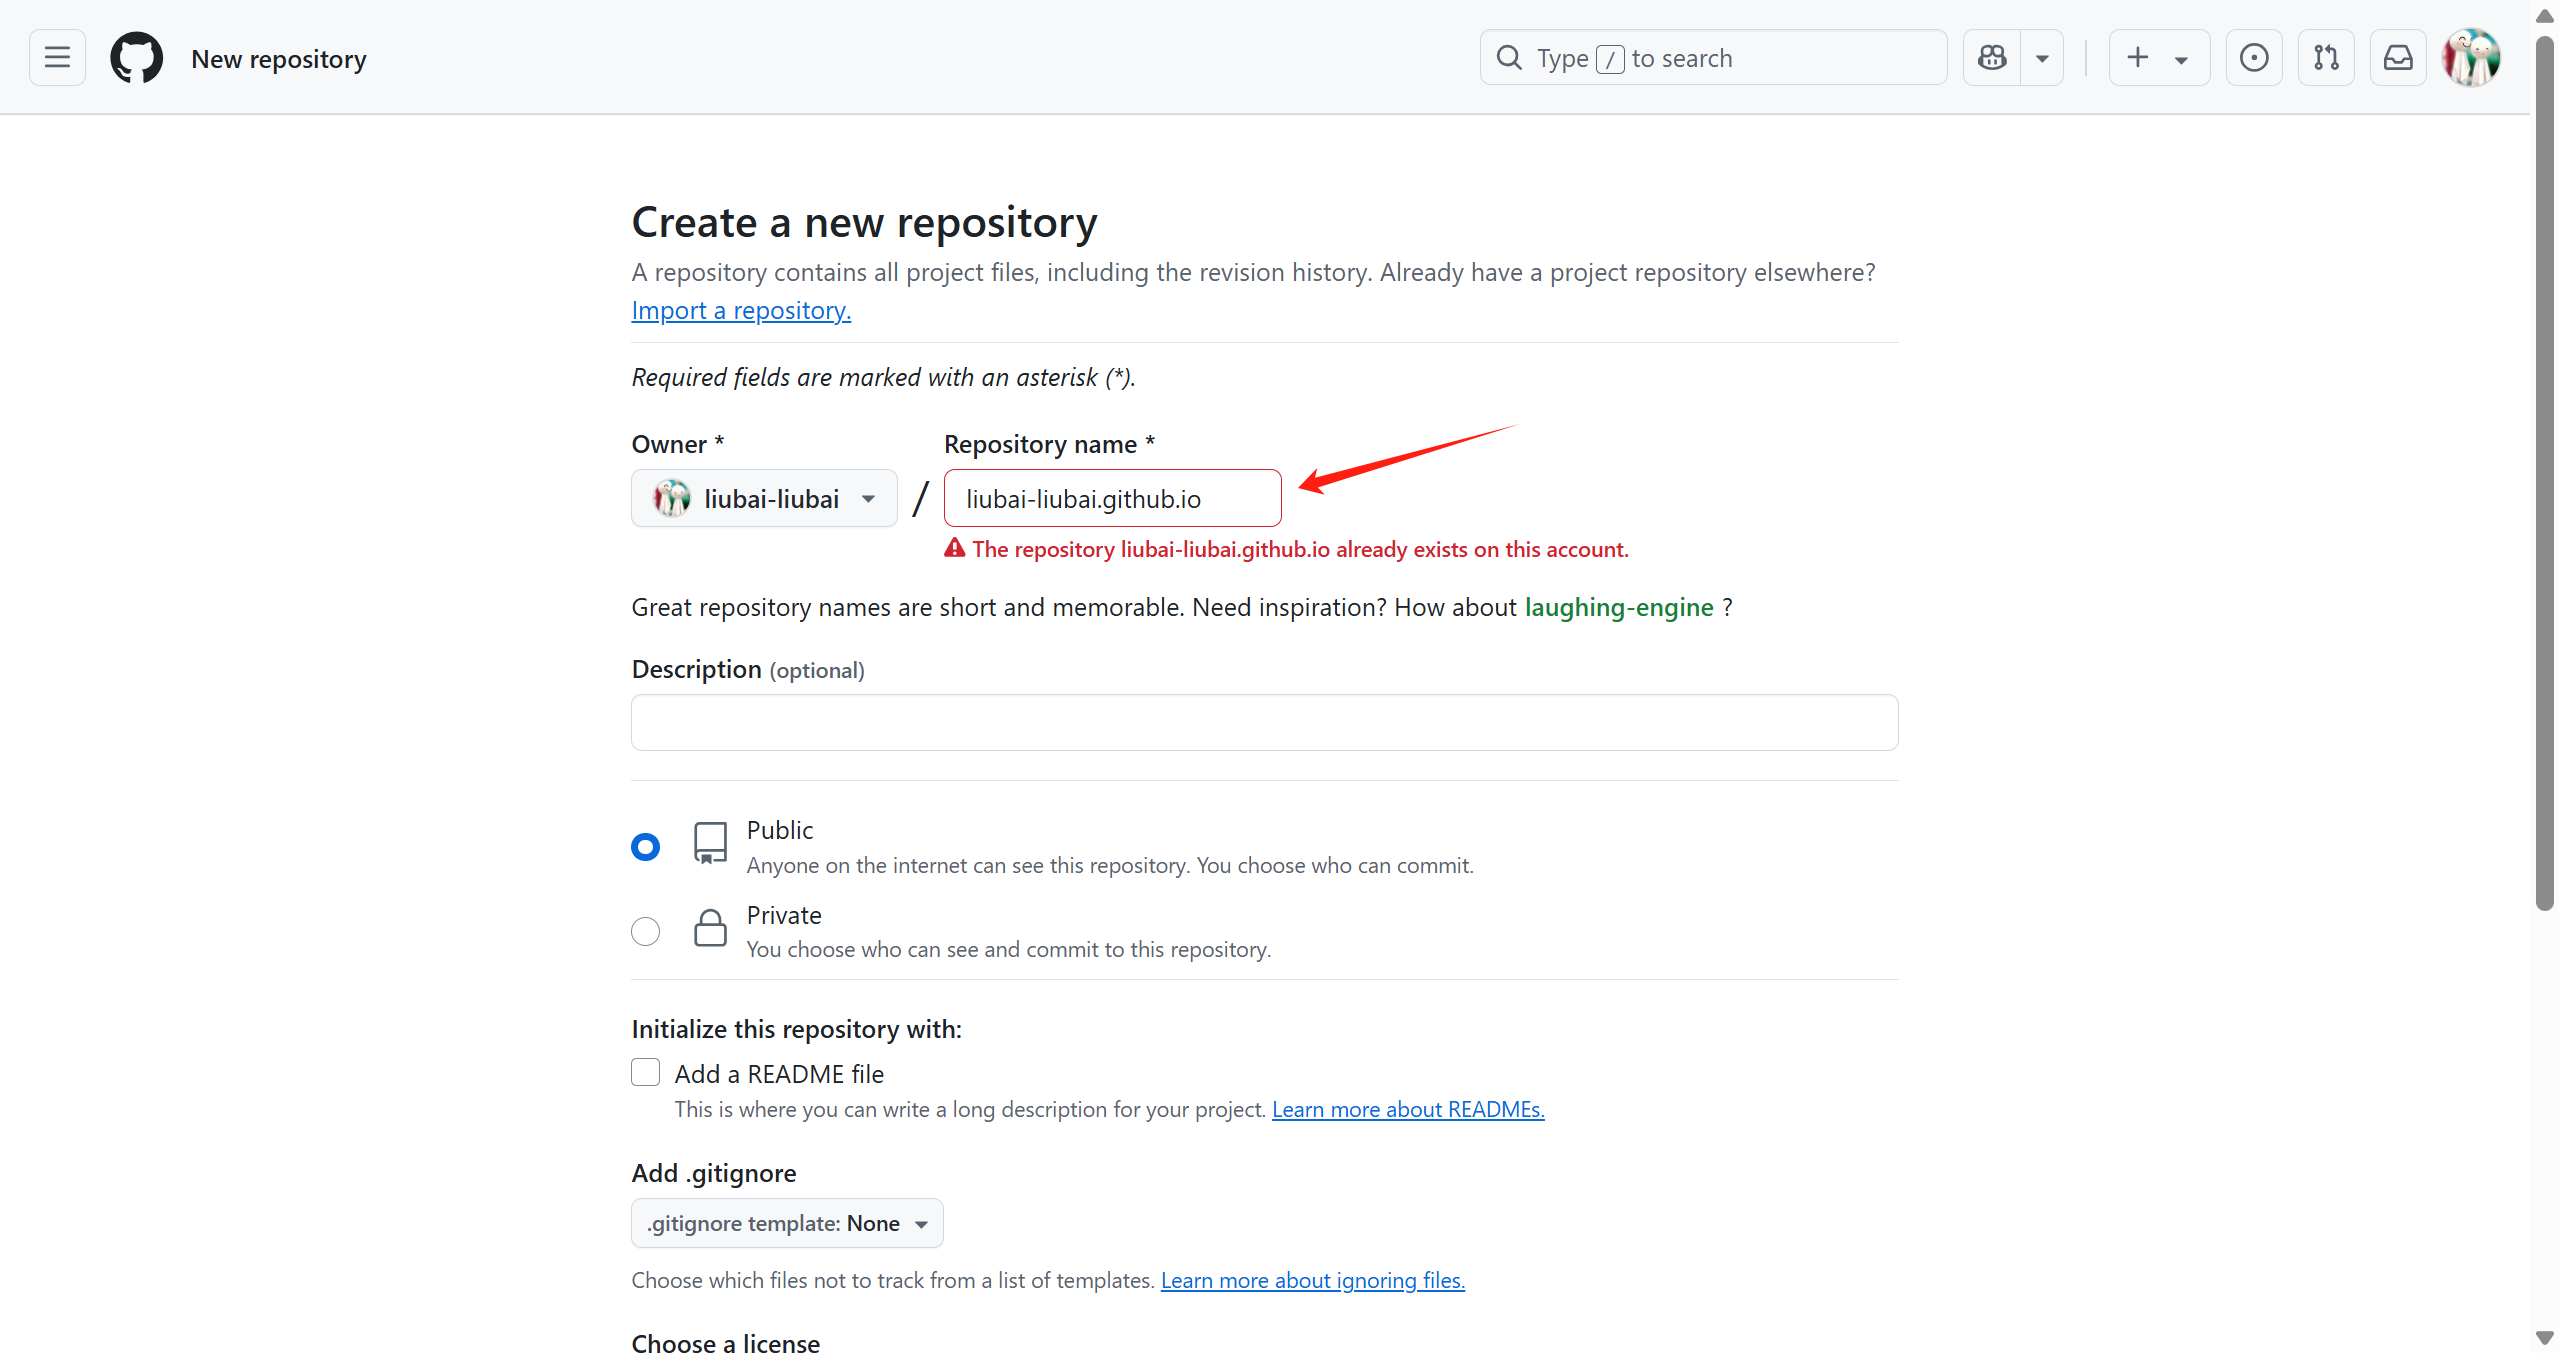 New repository
Type / to search
Create a new repository
A repository contains all project files, including the revision history. Already have a project repository elsewhere?
Import a repository.
Required fields are marked with an asterisk (*).
Owner * Repository name *
liubai-liubai / liubai-liubai.github.io
The repository liubai-liubai.github.io already exists on this account.
Great repository names are short and memorable. Need inspiration? How about laughing-engine ?
Description (optional)
Public
Anyone on the internet can see this repository. You choose who can commit.
Private
You choose who can see and commit to this repository.
Initialize this repository with:
Add a README file
This is where you can write a long description for your project. Learn more about READMEs.
Add .gitignore
.gitignore template: None
Choose which files not to track from a list of templates. Learn more about ignoring files.
Choose a license